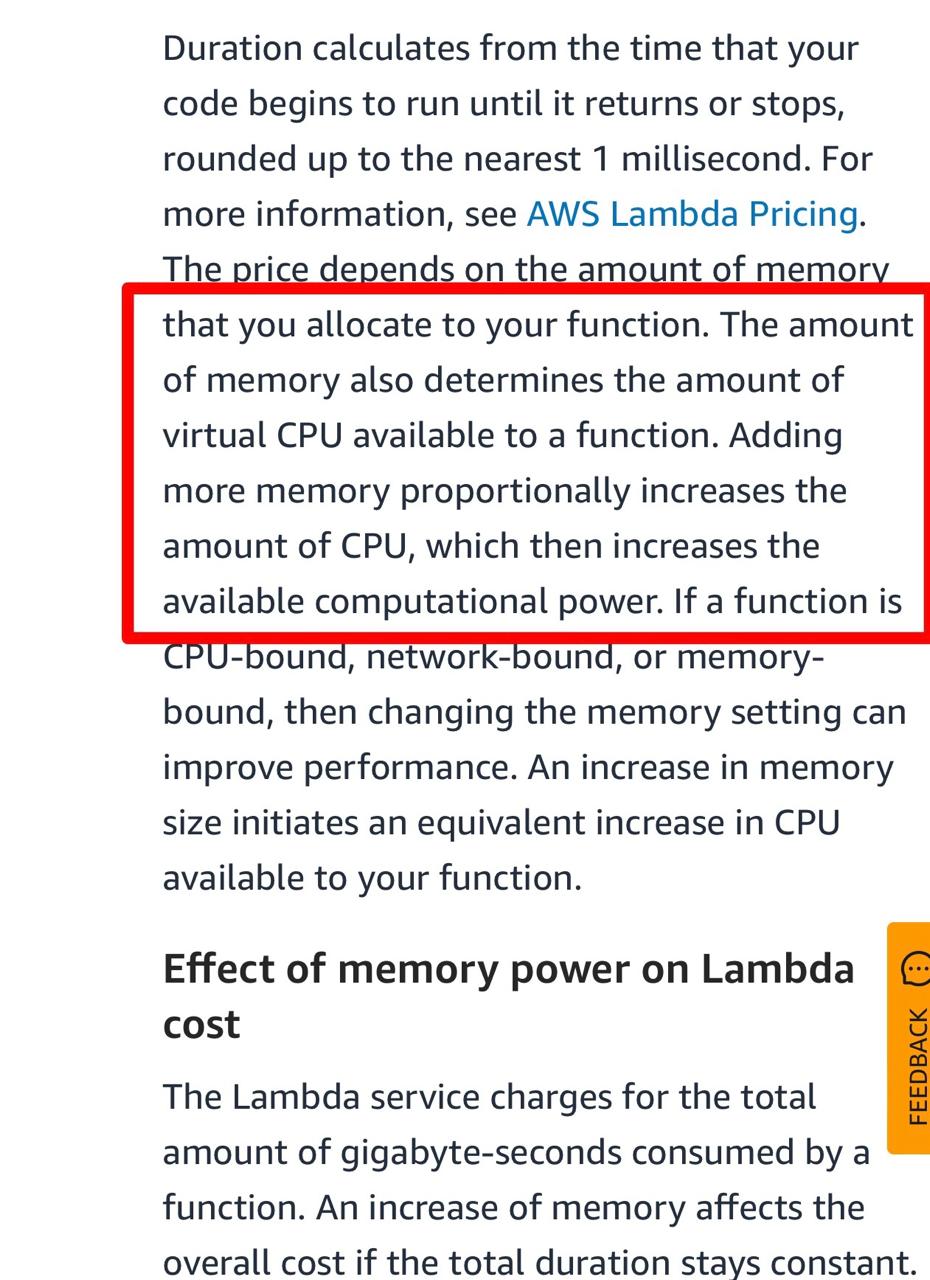 Duration calculates from the time that your
code begins to run until it returns or stops,
rounded up to the nearest 1 millisecond. For
more information, see AWS Lambda Pricing.
The price depends on the amount of memory
that you allocate to your function. The amount
of memory also determines the amount of
virtual CPU available to a function. Adding
more memory proportionally increases the
amount of CPU, which then increases the
available computational power. If a function is
CPU-bound, network-bound, or memory-
bound, then changing the memory setting can
improve performance. An increase in memory
size initiates an equivalent increase in CPU
available to your function.
Effect of memory power on Lambda
cost
FEEDBACK
The Lambda service charges for the total
amount of gigabyte-seconds consumed by a
function. An increase of memory affects the
overall cost if the total duration stays constant.